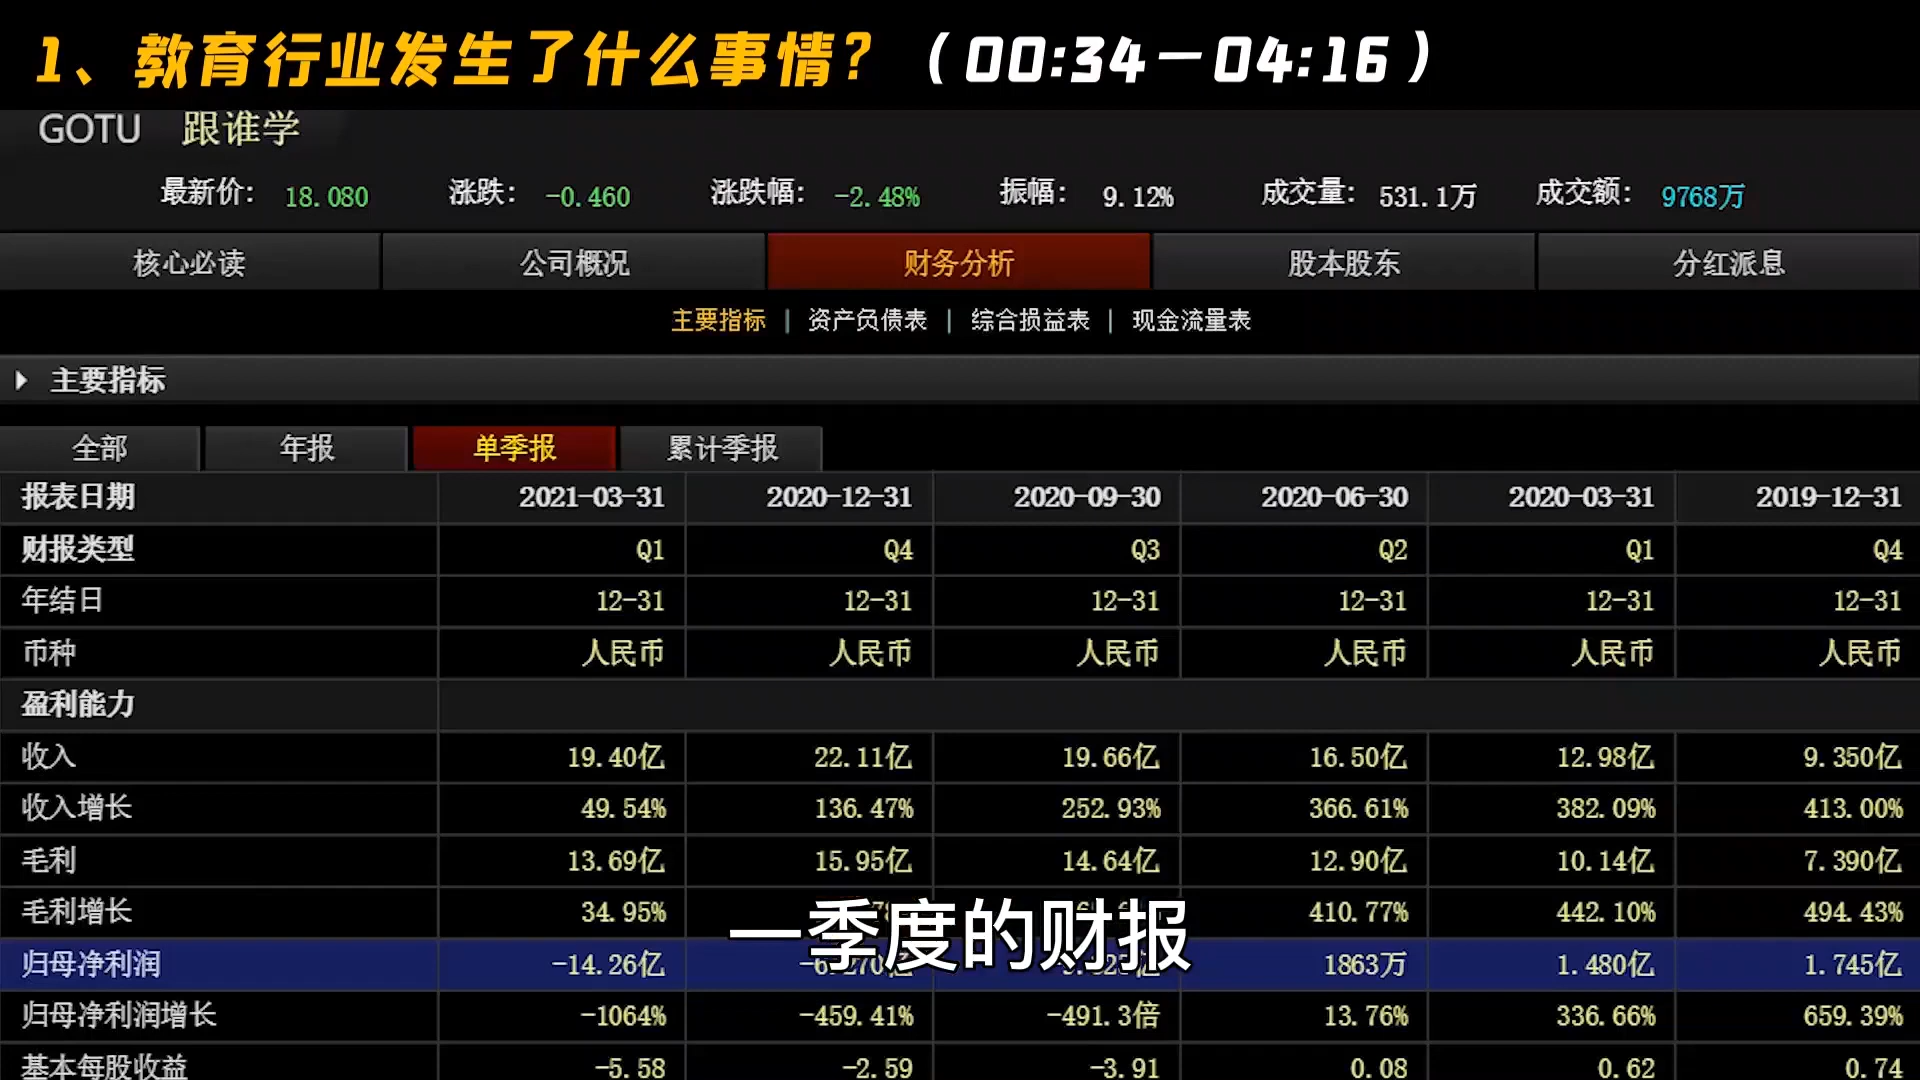 1、教育行业发生了什么事情？（00:34－04:16）
GOTU 跟谁学
最新价: 18.080 涨跌: -0.460 涨跌幅: -2.48% 振幅: 9.12% 成交量: 531.1万 成交额: 9768万
核心必读 公司概况 财务分析 股本股东 分红派息
主要指标 | 资产负债表 | 综合损益表 | 现金流量表
主要指标
全部 年报 单季报 累计季报
报表日期 2021-03-31 2020-12-31 2020-09-30 2020-06-30 2020-03-31 2019-12-31
财报类型 Q1 Q4 Q3 Q2 Q1 Q4
年结日 12-31 12-31 12-31 12-31 12-31 12-31
币种 人民币 人民币 人民币 人民币 人民币 人民币
盈利能力
收入 19.40亿 22.11亿 19.66亿 16.50亿 12.98亿 9.350亿
收入增长 49.54% 136.47% 252.93% 366.61% 382.09% 413.00%
毛利 13.69亿 15.95亿 14.64亿 12.90亿 10.14亿 7.390亿
毛利增长 34.95% 410.77% 442.10% 494.43%
一季度的财报
归母净利润 -14.26亿 1863万 1.480亿 1.745亿
归母净利润增长 -1064% -459.41% -491.3倍 13.76% 336.66% 659.39%
基本每股收益 -5.58 -2.59 -3.91 0.08 0.62 0.74